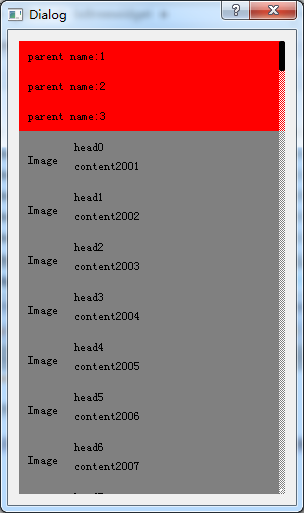 Dialog
parent name:1
parent name:2
parent name:3
head0
Image
content2001
head1
Image
content2002
head2
Image
content2003
head3
Image
content2004
head4
Image
content2005
head5
Image
content2006
head6
Image
content2007